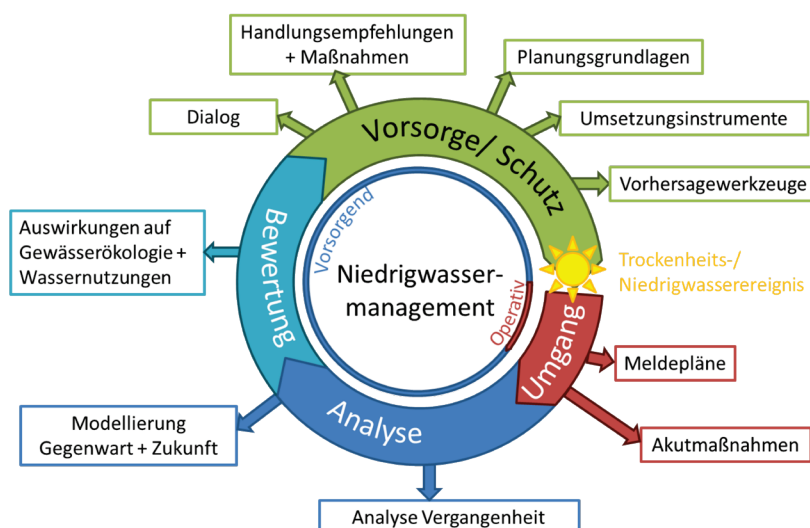 Handlungsempfehlungen
+ Maßnahmen
Planungsgrundlagen
Dialog
Umsetzungsinstrumente
Vorsorge/ Schutz
Vorhersagewerkzeuge
Auswirkungen auf
Gewässerökologie +
Wassernutzungen
Bewertung
Vorsorgend
Niedrigwasser-
management
Operativ
Trockenheits-/
Niedrigwasserereignis
Umgang
Meldepläne
Akutmaßnahmen
Analyse
Modellierung
Gegenwart + Zukunft
Analyse Vergangenheit